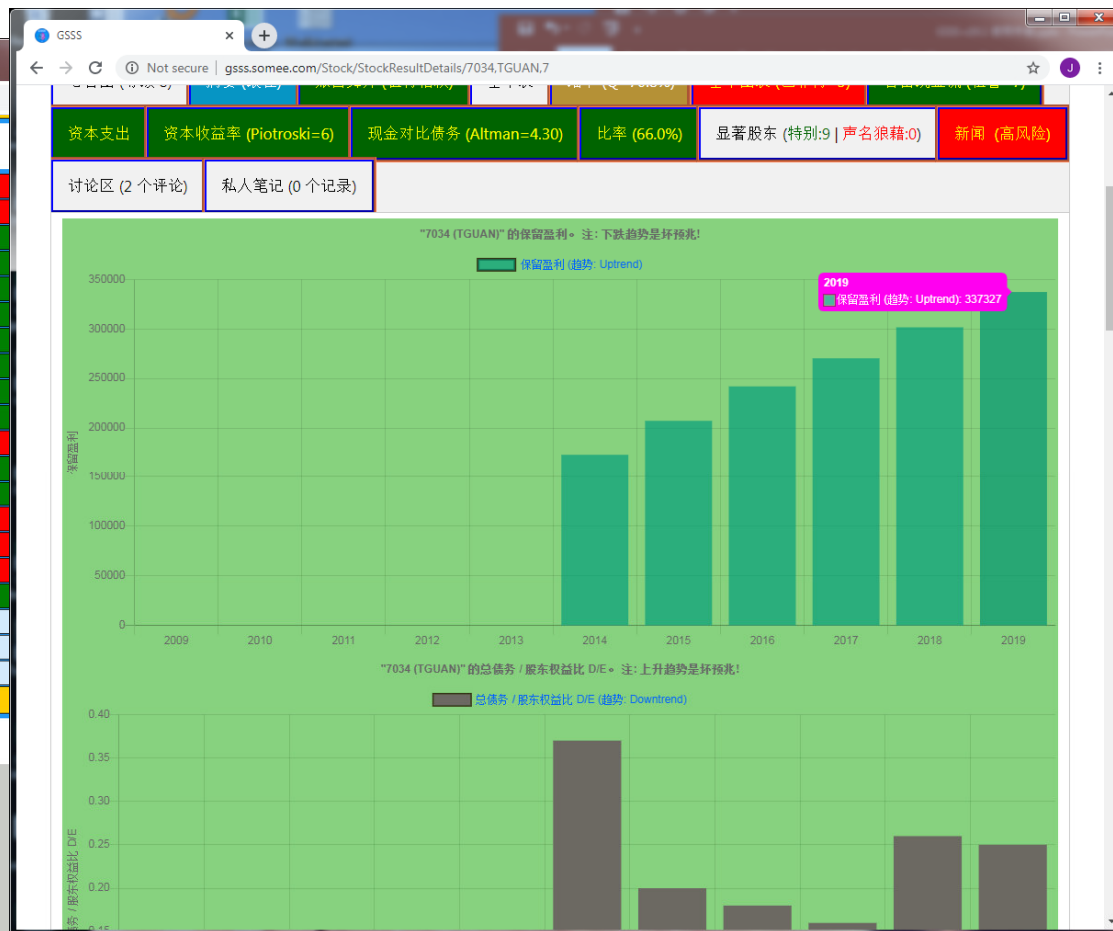 GSSS
Not secure | gsss.somee.com/Stock/StockResultDetails/7034,TGUAN,7
J
资本支出
资本收益率 (Piotroski=6)
现金对比债务 (Altman=4.30)
比率 (66.0%)
显著股东 (特别:9 | 声名狼藉:0)
新闻 (高风险)
讨论区 (2 个评论)
私人笔记 (0 个记录)
"7034 (TGUAN)" 的保留盈利。注: 下跌趋势是坏预兆!
保留盈利 (趋势: Uptrend)
2019
保留盈利 (趋势: Uptrend): 337327
350000
300000
250000
200000
150000
100000
50000
0
保留盈利
2009 2010 2011 2012 2013 2014 2015 2016 2017 2018 2019
"7034 (TGUAN)" 的总债务 / 股东权益比 D/E。注: 上升趋势是坏预兆!
总债务 / 股东权益比 D/E (趋势: Downtrend)
0.40
0.35
0.30
0.25
0.20
0.15
债务 / 股东权益比 D/E